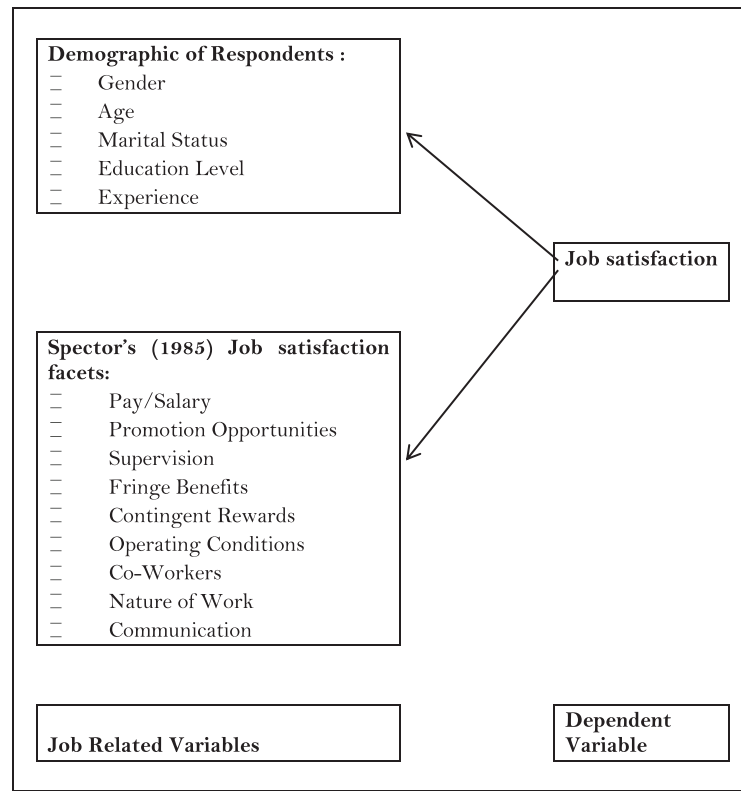 Demographic of Respondents :
Gender
Age
Marital Status
Education Level
Experience
Job satisfaction
Spector's (1985) Job satisfaction
facets:
Pay/Salary
Promotion Opportunities
Supervision
Fringe Benefits
Contingent Rewards
Operating Conditions
Co-Workers
Nature of Work
Communication
Job Related Variables
Dependent
Variable